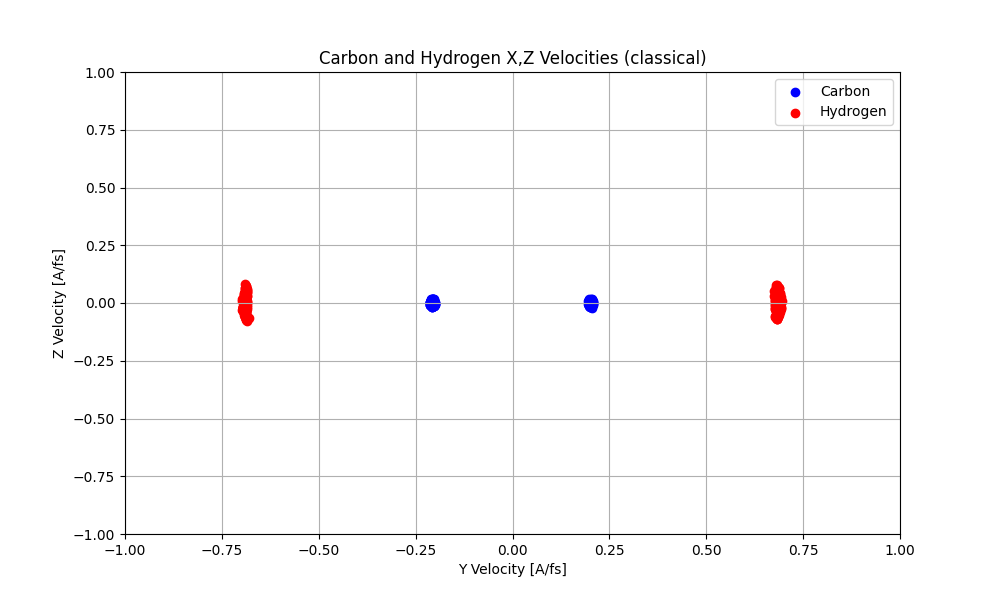 Carbon and Hydrogen X,Z Velocities (classical)
Carbon
Hydrogen
1.00
0.75
0.50
0.25
0.00
−0.25
−0.50
−0.75
−1.00
Z Velocity [A/fs]
−1.00 −0.75 −0.50 −0.25 0.00 0.25 0.50 0.75 1.00
Y Velocity [A/fs]